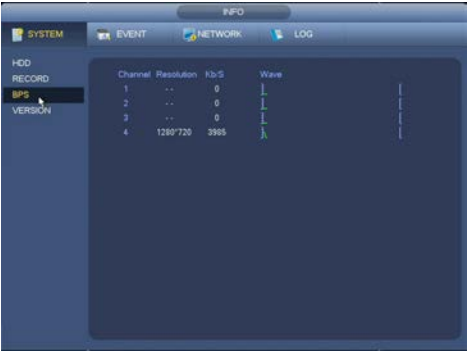 INFO
SYSTEM EVENT NETWORK LOG
HDD
RECORD
BPS
VERSION
Channel Resolution Kb/S Wave
1 -- 0
2 -- 0
3 -- 0
4 1280*720 3985